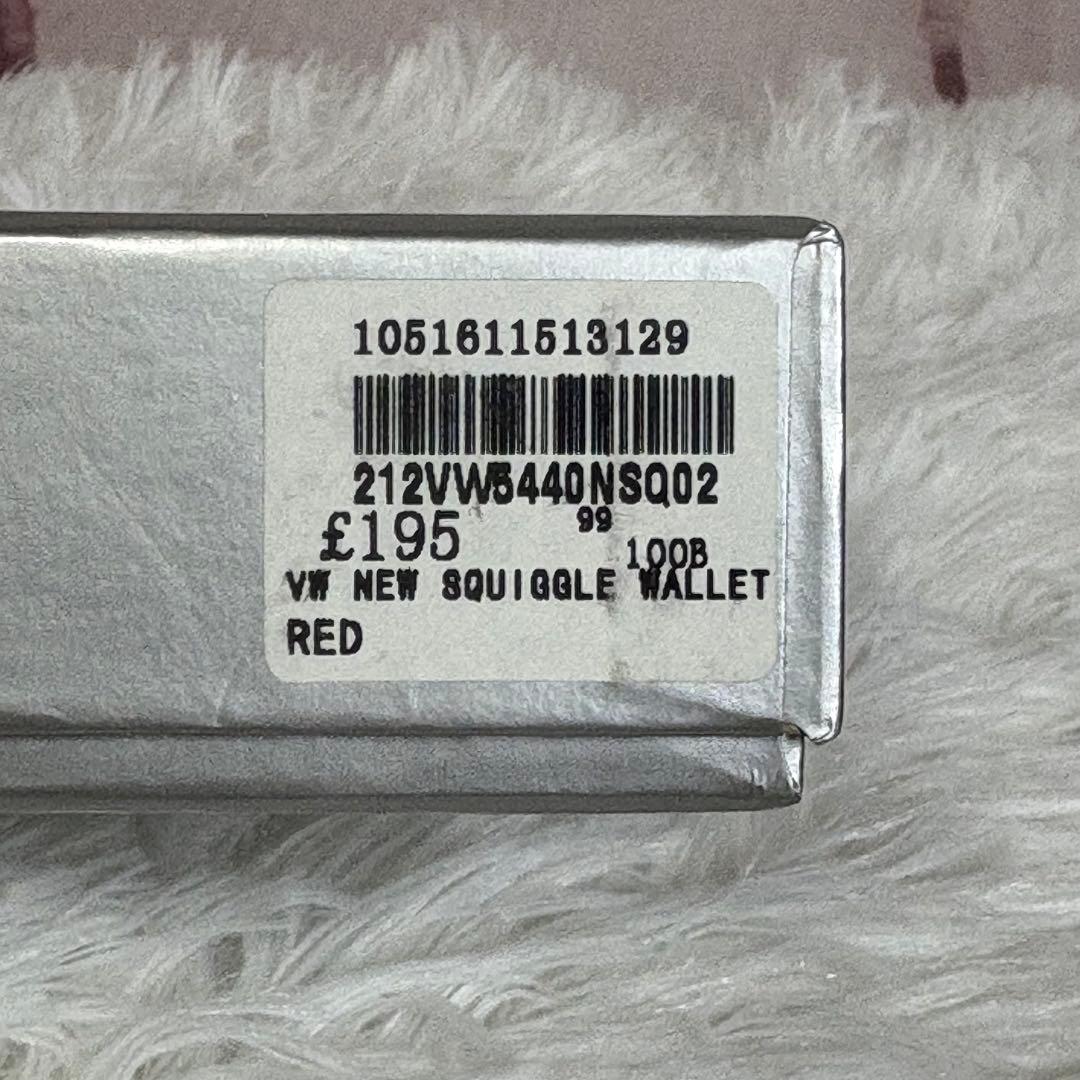 1051611513129
212VW5440NSQ02
£195 99 100B
VW NEW SQUIGGLE WALLET
RED